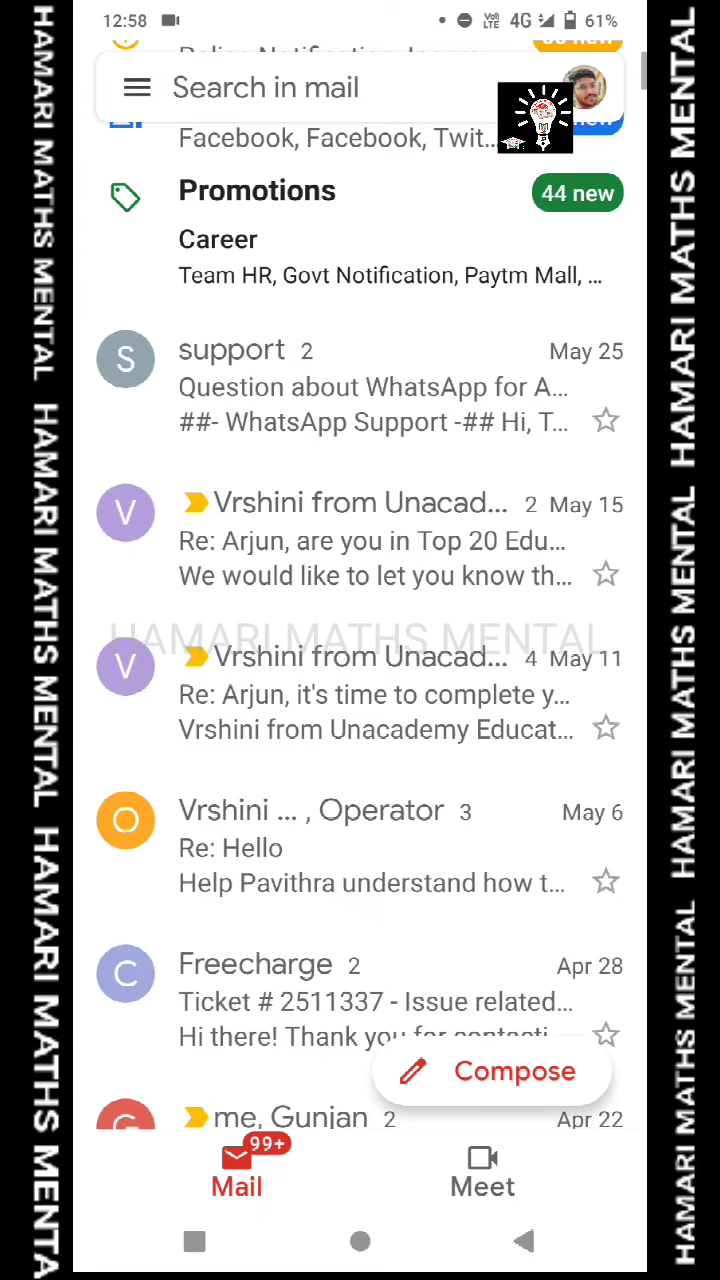 12:58 VoLTE 4G 61%
Search in mail
Facebook, Facebook, Twit...
Promotions 44 new
Career
Team HR, Govt Notification, Paytm Mall, ...
S support 2 May 25
Question about WhatsApp for A...
##- WhatsApp Support -## Hi, T...
V Vrshini from Unacad... 2 May 15
Re: Arjun, are you in Top 20 Edu...
We would like to let you know th...
HAMARI MATHS MENTAL
V Vrshini from Unacad... 4 May 11
Re: Arjun, it's time to complete y...
Vrshini from Unacademy Educat...
O Vrshini ... , Operator 3 May 6
Re: Hello
Help Pavithra understand how t...
C Freecharge 2 Apr 28
Ticket # 2511337 - Issue related...
Hi there! Thank you for contacti
Compose
G me, Gunjan 2 Apr 22
99+
Mail Meet
HAMARI MATHS MENTAL HAMARI MATHS MENTAL HAMARI MATHS MENTA
HAMARI MATHS MENTAL HAMARI MATHS MENTAL HAMARI MATHS MENTAL